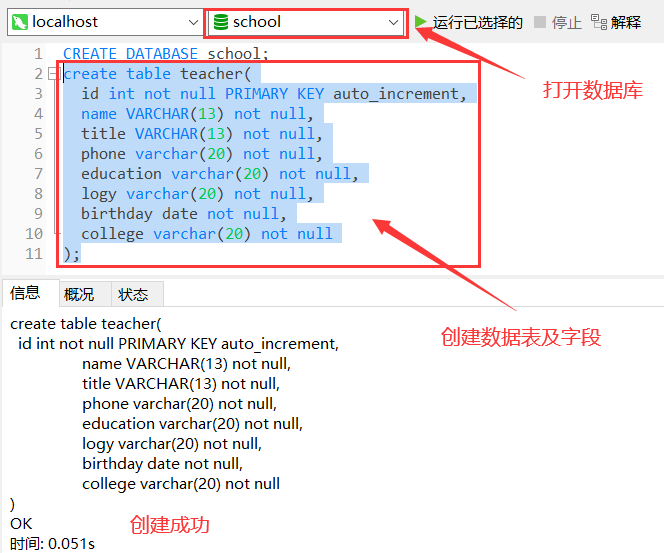 localhost school 运行已选择的 停止 解释
打开数据库
1 CREATE DATABASE school;
2 create table teacher(
3 id int not null PRIMARY KEY auto_increment,
4 name VARCHAR(13) not null,
5 title VARCHAR(13) not null,
6 phone varchar(20) not null,
7 education varchar(20) not null,
8 logy varchar(20) not null,
9 birthday date not null,
10 college varchar(20) not null
11 );
创建数据表及字段
信息 概况 状态
create table teacher(
id int not null PRIMARY KEY auto_increment,
name VARCHAR(13) not null,
title VARCHAR(13) not null,
phone varchar(20) not null,
education varchar(20) not null,
logy varchar(20) not null,
birthday date not null,
college varchar(20) not null
)
OK
创建成功
时间: 0.051s